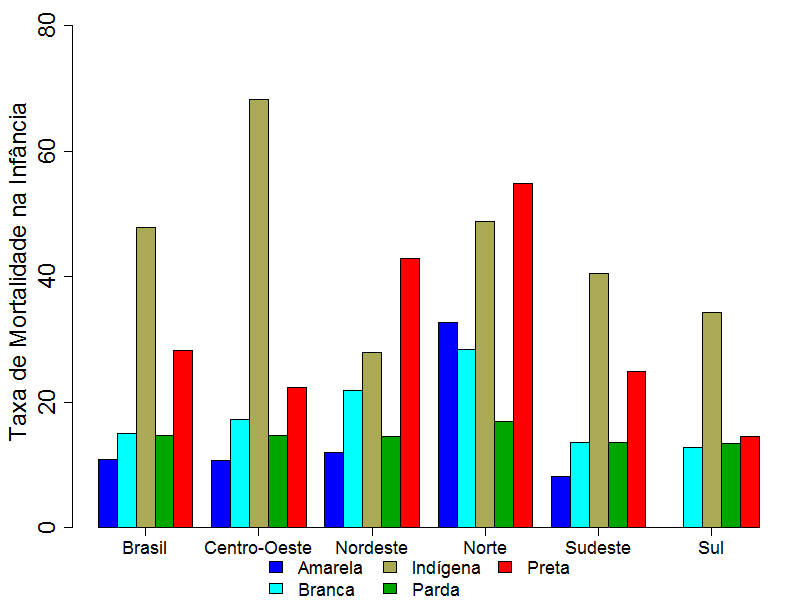 Taxa de Mortalidade na Infância
80
60
40
20
0
Brasil Centro-Oeste Nordeste Norte Sudeste Sul
Amarela Indígena Preta
Branca Parda